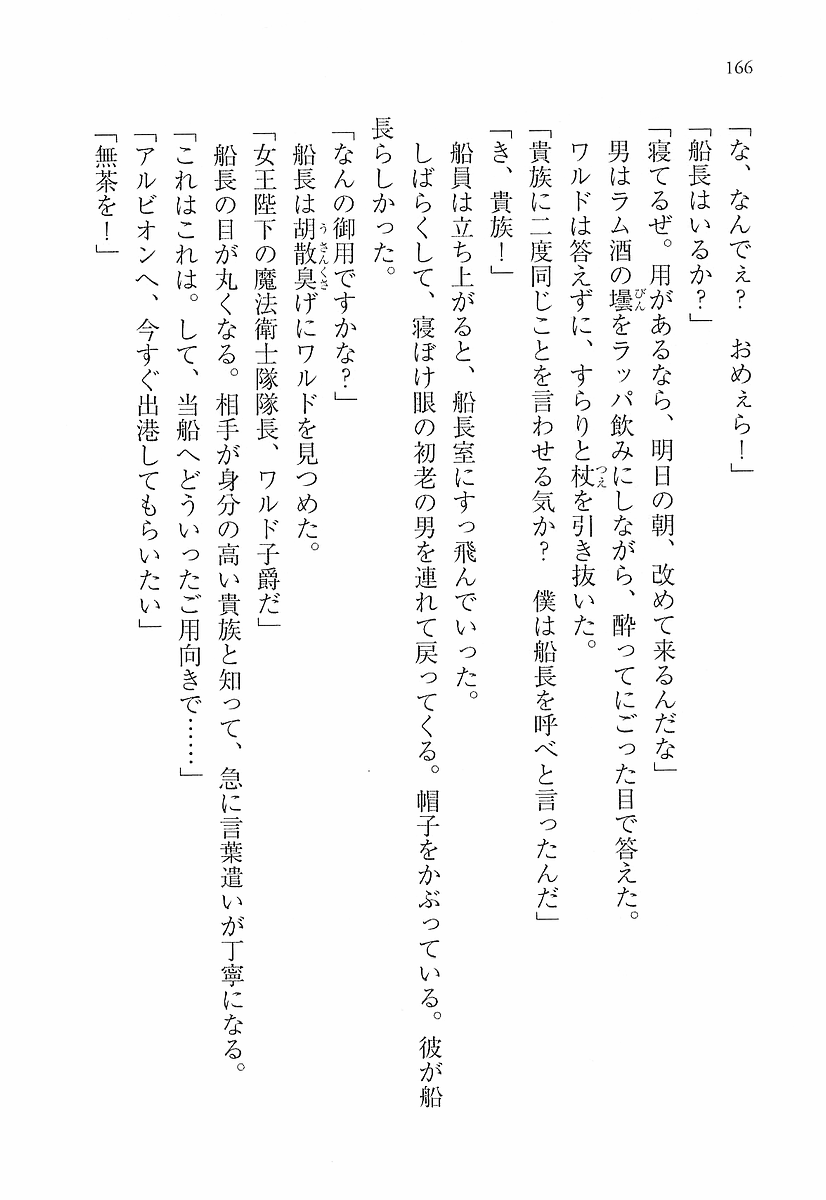 166
「な、なんでぇ？　おめぇら！」
「船長はいるか？」
「寝てるぜ。用があるなら、明日の朝、改めて来るんだな」
男はラム酒の壜をラッパ飲みにしながら、酔ってにごった目で答えた。
ワルドは答えずに、すらりと杖を引き抜いた。
「貴族に二度同じことを言わせる気か？　僕は船長を呼べと言ったんだ」
「き、貴族！」
船員は立ち上がると、船長室にすっ飛んでいった。
しばらくして、寝ぼけ眼の初老の男を連れて戻ってくる。帽子をかぶっている。彼が船
長らしかった。
「なんの御用ですかな？」
船長は胡散臭げにワルドを見つめた。
「女王陛下の魔法衛士隊隊長、ワルド子爵だ」
船長の目が丸くなる。相手が身分の高い貴族と知って、急に言葉遣いが丁寧になる。
「これはこれは。して、当船へどういったご用向きで……」
「アルビオンへ、今すぐ出港してもらいたい」
「無茶を！」